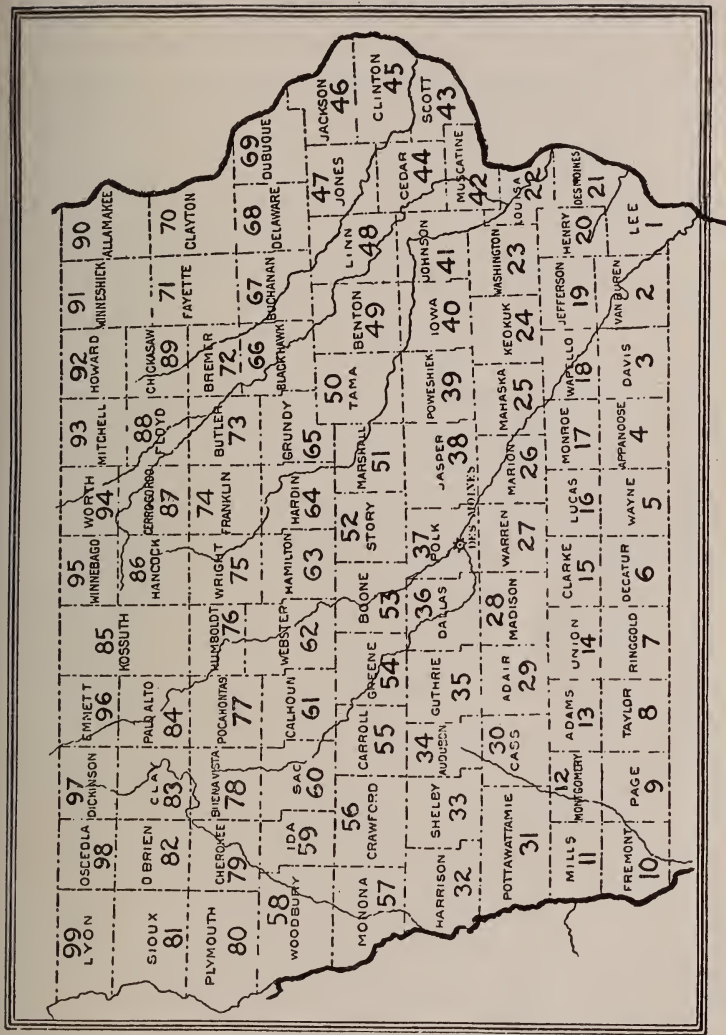 99
LYON
OSCEOLA
98
97
DICKINSON
EMMETT
96
85
KOSSUTH
95
WINNEBAGO
WORTH
94
93
MITCHELL
92
HOWARD
91
WINNESHIEK
90
ALLAMAKEE
SIOUX
81
O'BRIEN
82
CLAY
83
PALO ALTO
84
86
HANCOCK
CERROGORDO
87
88
FLOYD
CHICKASAW
89
71
FAYETTE
70
CLAYTON
PLYMOUTH
80
CHEROKEE
79
BUENA VISTA
78
POCAHONTAS
77
HUMBOLDT
76
WRIGHT
75
74
FRANKLIN
BUTLER
73
BREMER
72
58
WOODBURY
IDA
59
SAC
60
CALHOUN
61
WEBSTER
62
HAMILTON
63
HARDIN
64
GRUNDY
65
66
BLACKHAWK
67
BUCHANAN
68
DELAWARE
69
DUBUQUE
MONONA
57
56
CRAWFORD
CARROLL
55
GREENE
54
BOONE
53
52
STORY
MARSHALL
51
50
TAMA
BENTON
49
LINN
48
47
JONES
JACKSON
46
CLINTON
45
HARRISON
32
SHELBY
33
34
AUDUBON
GUTHRIE
35
36
DALLAS
37
POLK
DES MOINES
JASPER
38
POWESHIEK
39
IOWA
40
JOHNSON
41
CEDAR
44
MUSCATINE
42
SCOTT
43
POTTAWATTAMIE
31
30
CASS
ADAIR
29
28
MADISON
WARREN
27
MARION
26
MAHASKA
25
KEOKUK
24
WASHINGTON
23
LOUISA
22
MILLS
11
12
MONTGOMERY
ADAMS
13
UNION
14
CLARKE
15
LUCAS
16
MONROE
17
WAPELLO
18
JEFFERSON
19
HENRY
20
DES MOINES
21
FREMONT
10
PAGE
9
TAYLOR
8
RINGGOLD
7
DECATUR
6
WAYNE
5
APPANOOSE
4
DAVIS
3
VAN BUREN
2
LEE
1